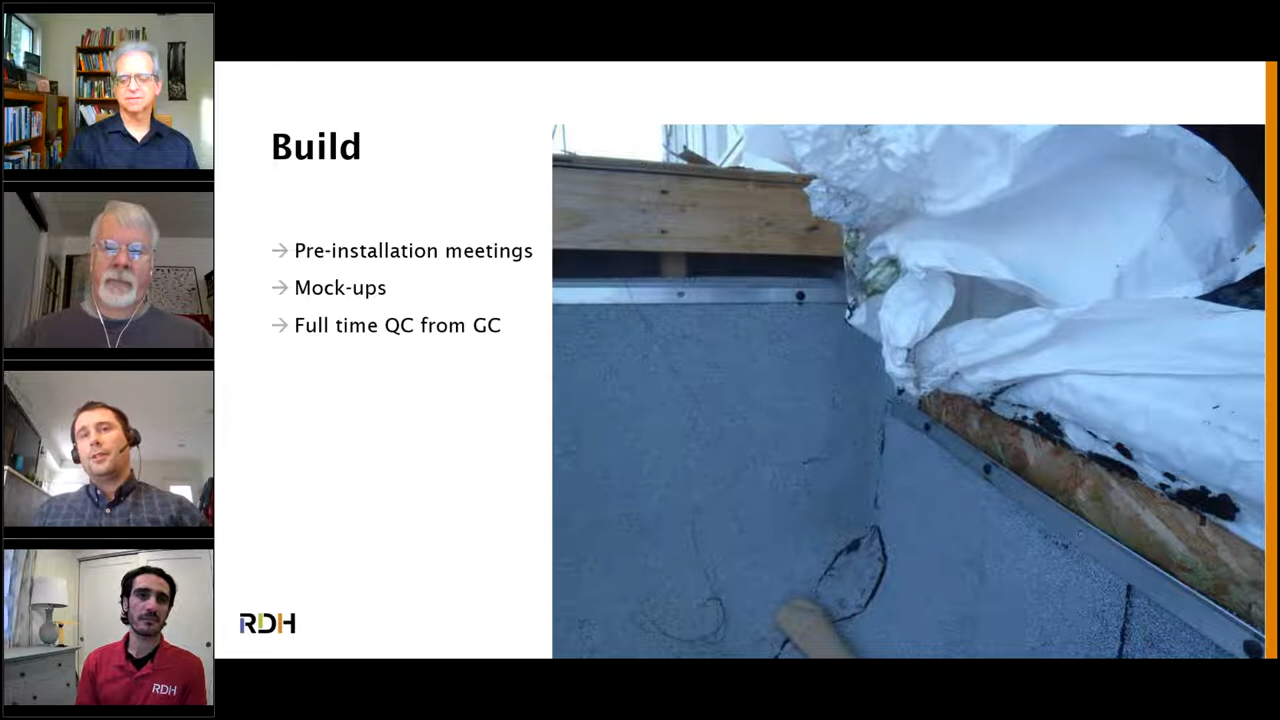 Build
→ Pre-installation meetings
→ Mock-ups
→ Full time QC from GC
RDH
RDH